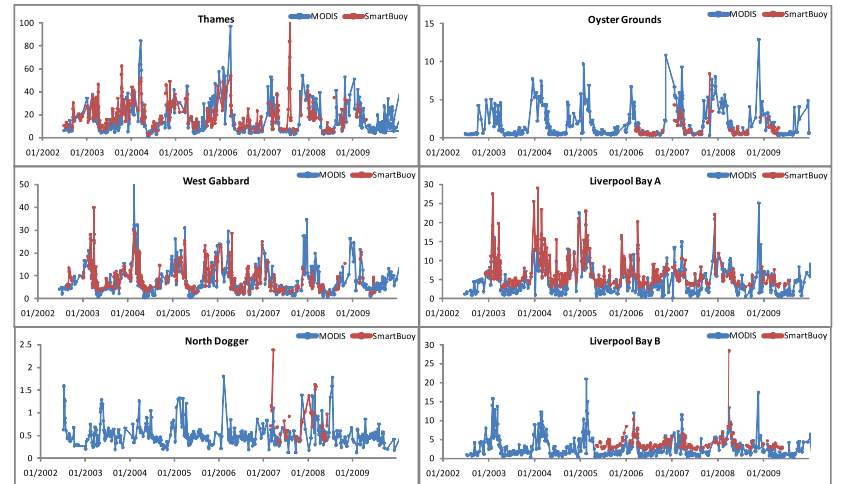 Thames
MODIS SmartBuoy
100
80
60
40
20
0
01/2002 01/2003 01/2004 01/2005 01/2006 01/2007 01/2008 01/2009
Oyster Grounds
MODIS SmartBuoy
15
10
5
0
01/2002 01/2003 01/2004 01/2005 01/2006 01/2007 01/2008 01/2009
West Gabbard
MODIS SmartBuoy
50
40
30
20
10
0
01/2002 01/2003 01/2004 01/2005 01/2006 01/2007 01/2008 01/2009
Liverpool Bay A
MODIS SmartBuoy
30
25
20
15
10
5
0
01/2002 01/2003 01/2004 01/2005 01/2006 01/2007 01/2008 01/2009
North Dogger
MODIS SmartBuoy
2.5
2
1.5
1
0.5
0
01/2002 01/2003 01/2004 01/2005 01/2006 01/2007 01/2008 01/2009
Liverpool Bay B
MODIS SmartBuoy
30
25
20
15
10
5
0
01/2002 01/2003 01/2004 01/2005 01/2006 01/2007 01/2008 01/2009